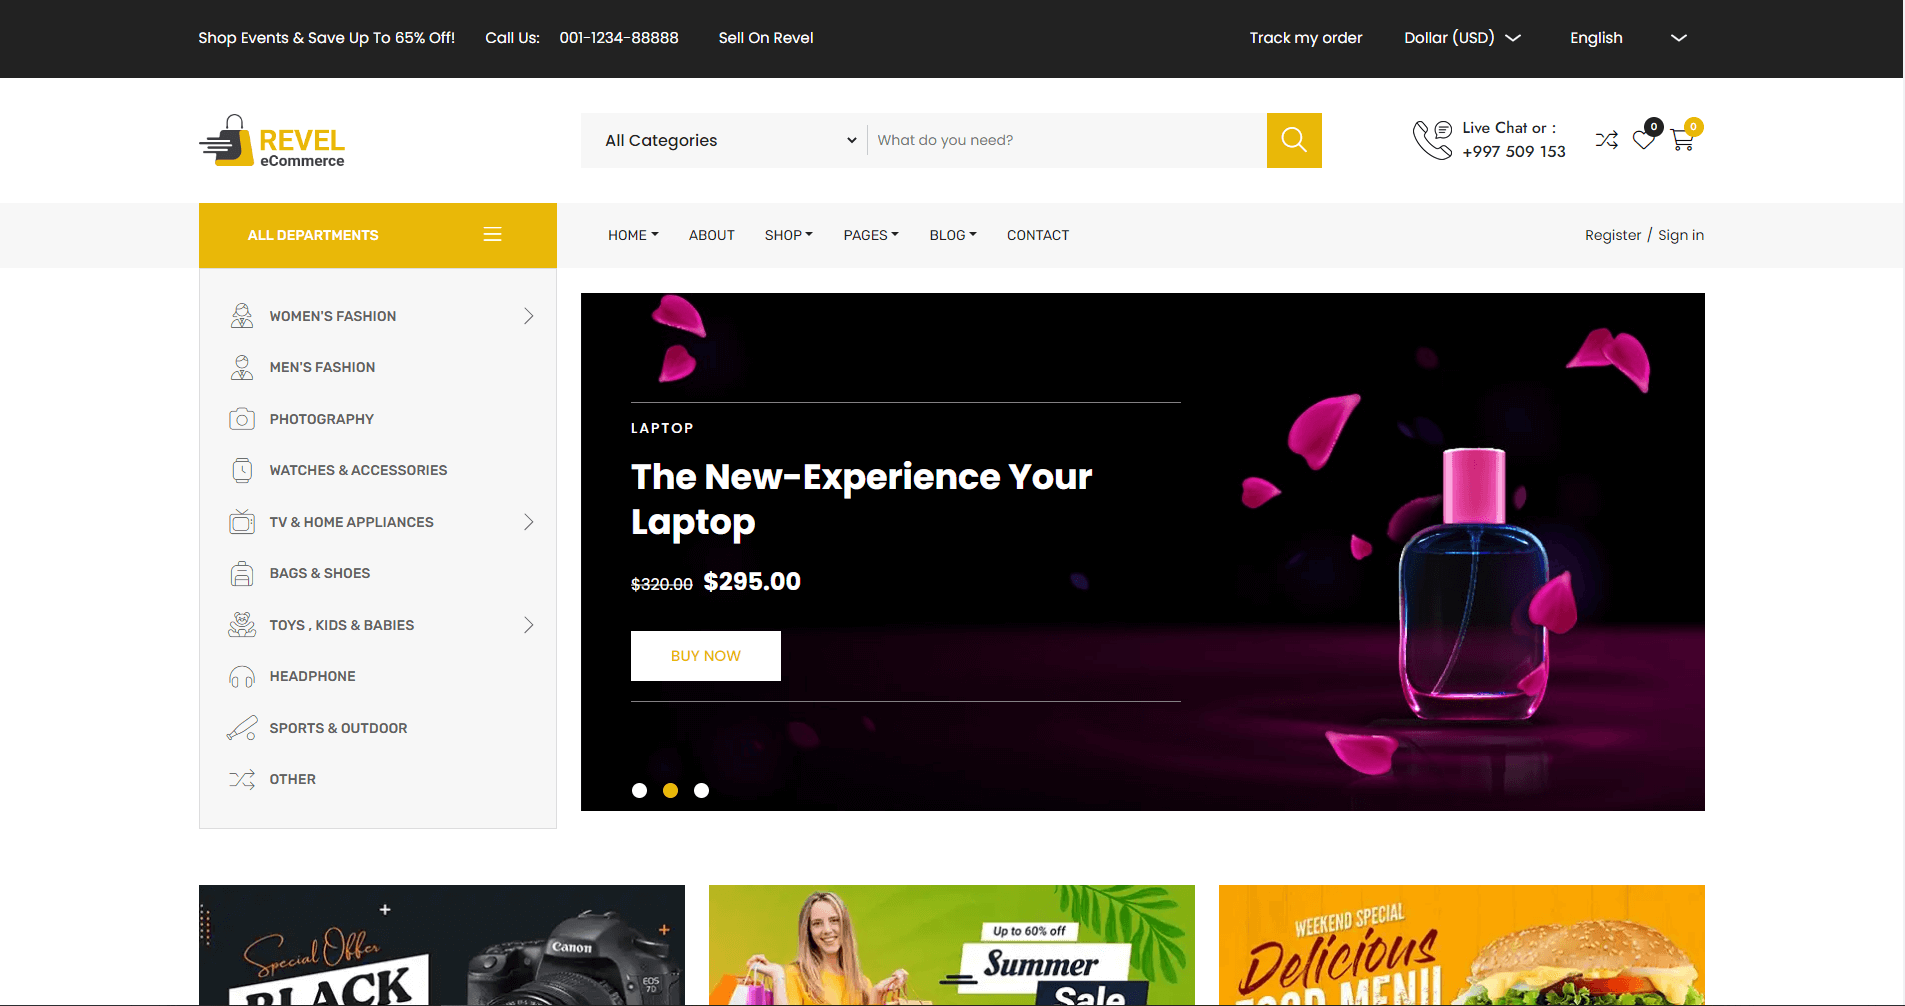 Shop Events & Save Up To 65% Off! Call Us: 001-1234-88888 Sell On Revel Track my order Dollar (USD) English
REVEL
eCommerce
All Categories
What do you need?
Live Chat or :
+997 509 153
0
0
ALL DEPARTMENTS
HOME ABOUT SHOP PAGES BLOG CONTACT
Register / Sign in
WOMEN'S FASHION
MEN'S FASHION
PHOTOGRAPHY
WATCHES & ACCESSORIES
TV & HOME APPLIANCES
BAGS & SHOES
TOYS , KIDS & BABIES
HEADPHONE
SPORTS & OUTDOOR
OTHER
LAPTOP
The New-Experience Your
Laptop
$320.00 $295.00
BUY NOW
Special Offer
BLACK
Canon
EOS
7D
Up to 60% off
Summer
Sale
WEEKEND SPECIAL
Delicious
FOOD MENU